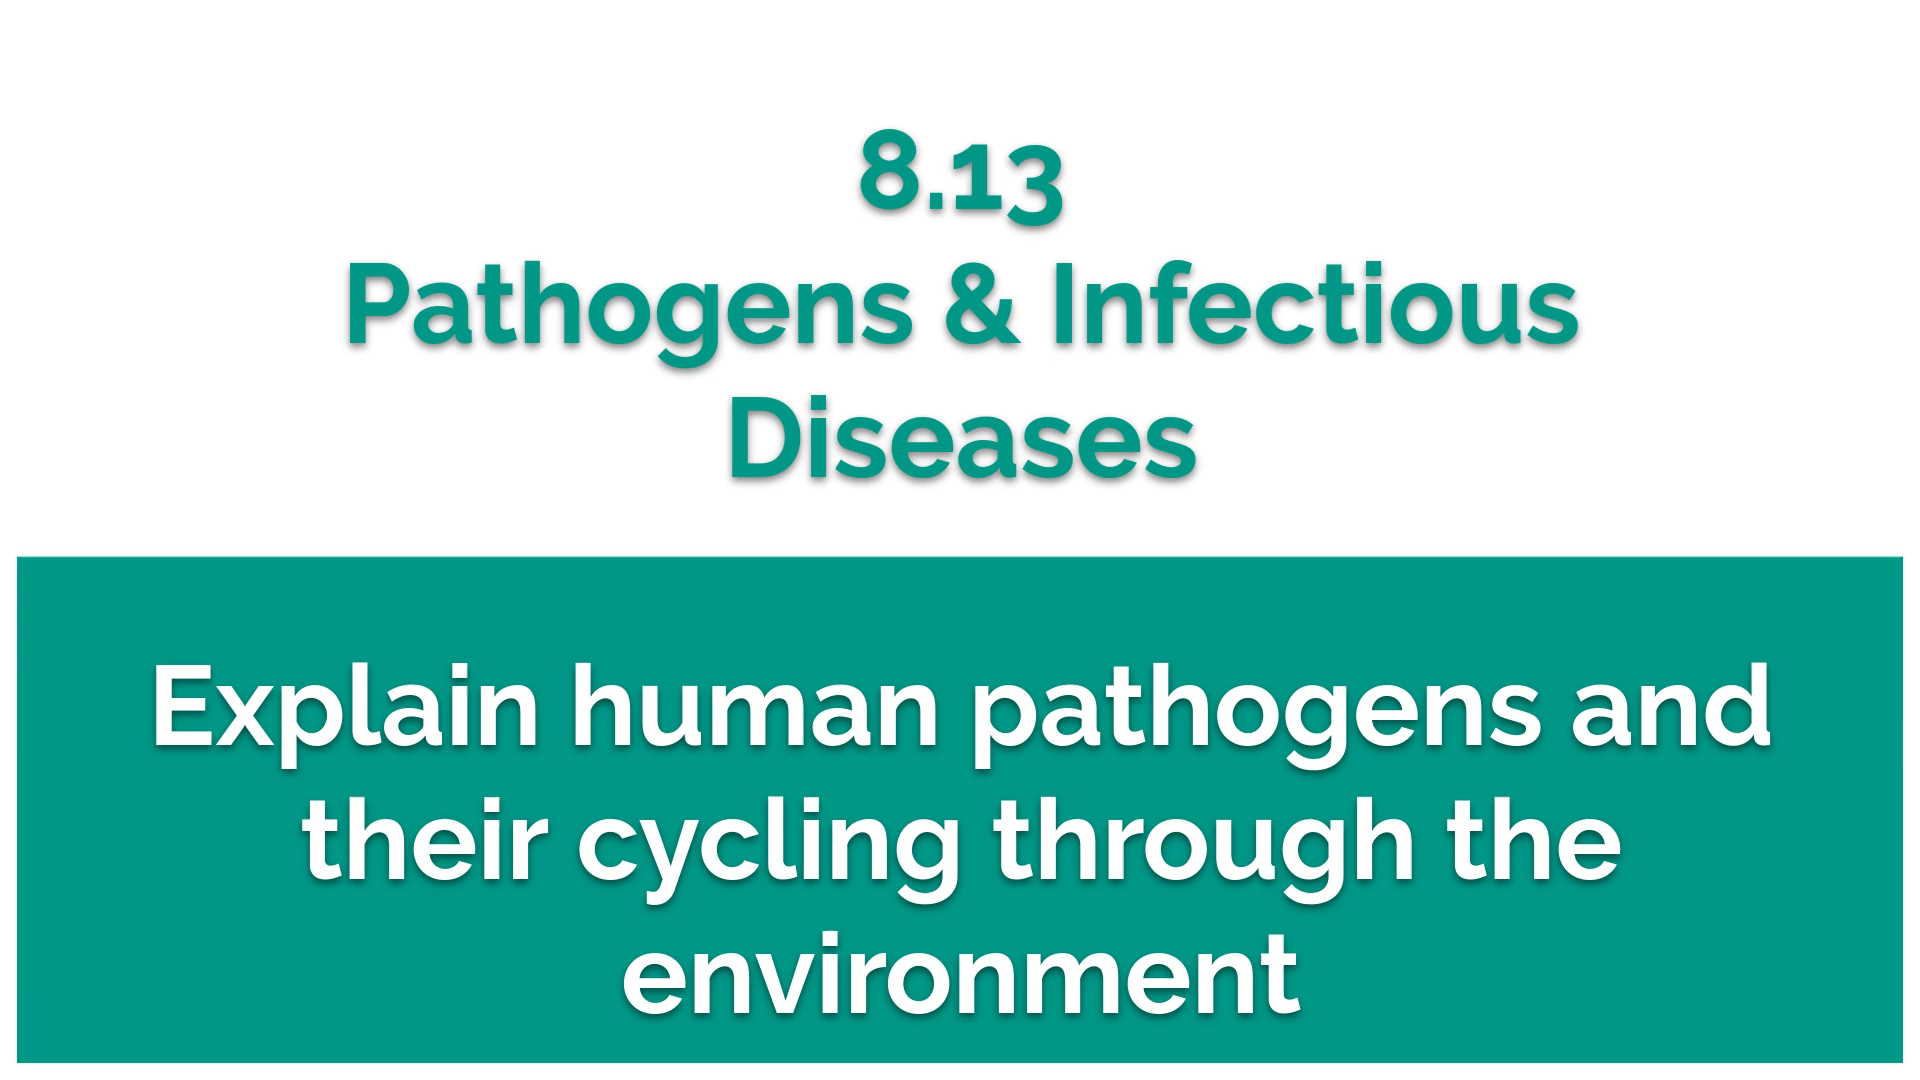 8.13
Pathogens & Infectious
Diseases
Explain human pathogens and
their cycling through the
environment